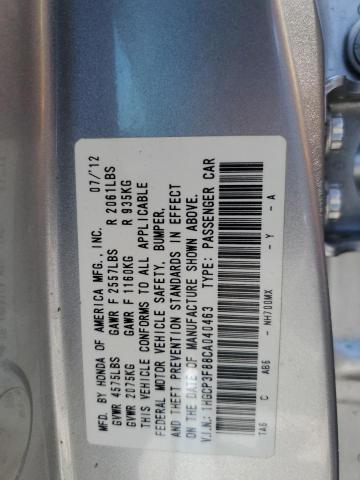 MFD. BY HONDA OF AMERICA MFG., INC. 07/'12
GVWR 4575LBS GAWR F 2557LBS R 2061LBS
GVWR 2075KG GAWR F 1160KG R 935KG
THIS VEHICLE CONFORMS TO ALL APPLICABLE
FEDERAL MOTOR VEHICLE SAFETY, BUMPER,
AND THEFT PREVENTION STANDARDS IN EFFECT
ON THE DATE OF MANUFACTURE SHOWN ABOVE.
V.I.N.: 1HGCP3F88CA040463 TYPE: PASSENGER CAR
TA6 C AB6 - NH700MX - Y - A